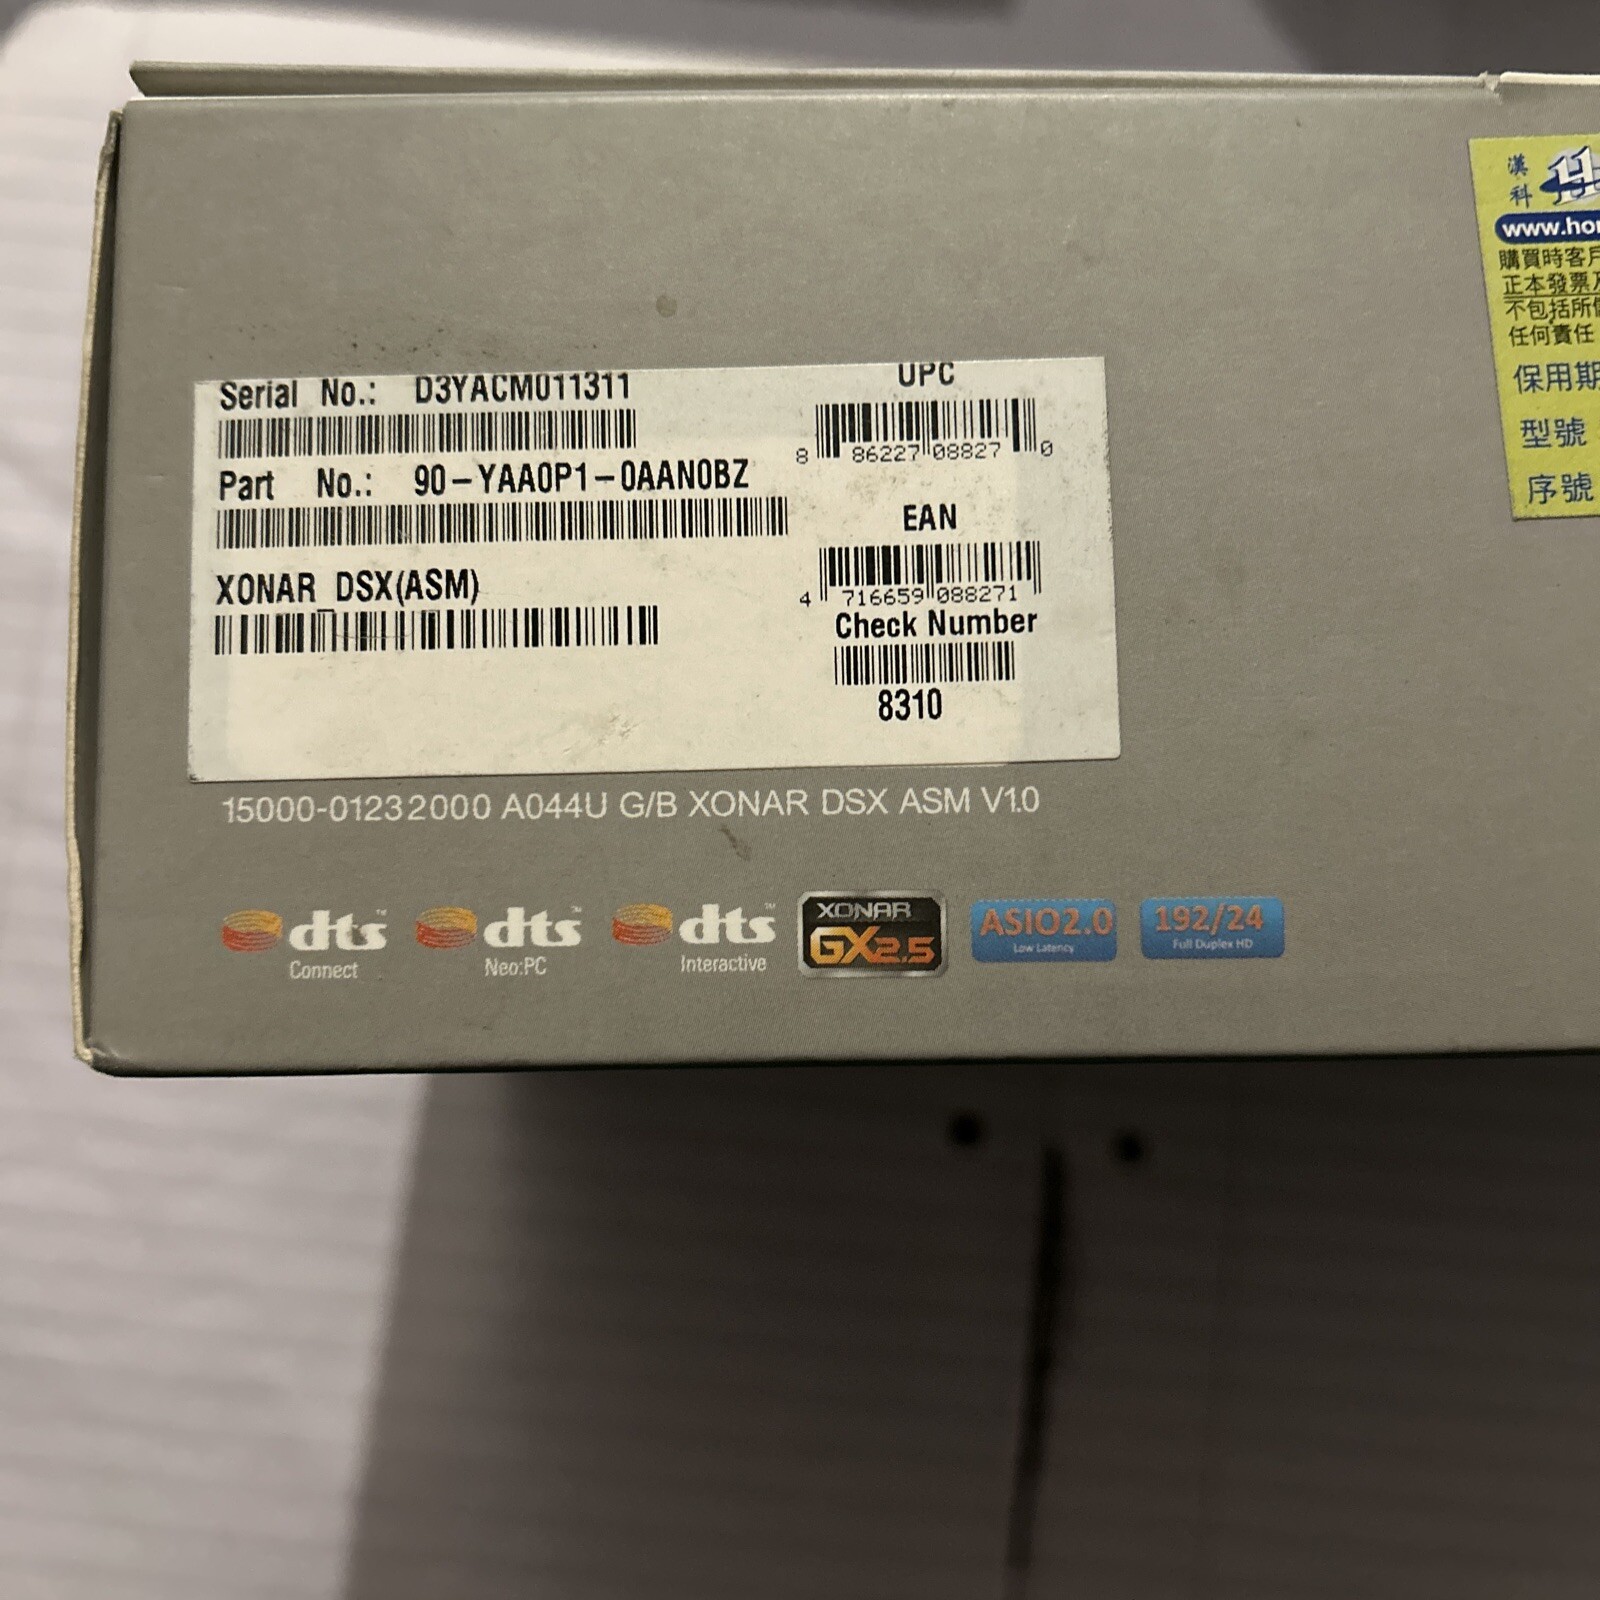 Serial No.: D3YACM011311
Part No.: 90-YAA0P1-0AAN0BZ
XONAR_DSX(ASM)
UPC
8 86227 08827 0
EAN
4 716659 088271
Check Number
8310
15000-01232000 A044U G/B XONAR DSX ASM V1.0
dts Connect
dts Neo:PC
dts Interactive
XONAR
GX2.5
ASIO2.0
Low Latency
192/24
Full Duplex HD
漢科
www.
購買時客戶
正本發票
不包括所
任何責任
保用期
型號
序號